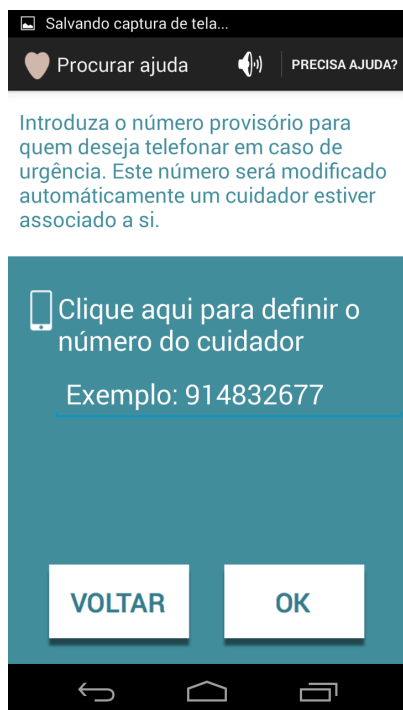 Salvando captura de tela...
Procurar ajuda
PRECISA AJUDA?
Introduza o número provisório para
quem deseja telefonar em caso de
urgência. Este número será modificado
automáticamente um cuidador estiver
associado a si.
Clique aqui para definir o
número do cuidador
Exemplo: 914832677
VOLTAR
OK